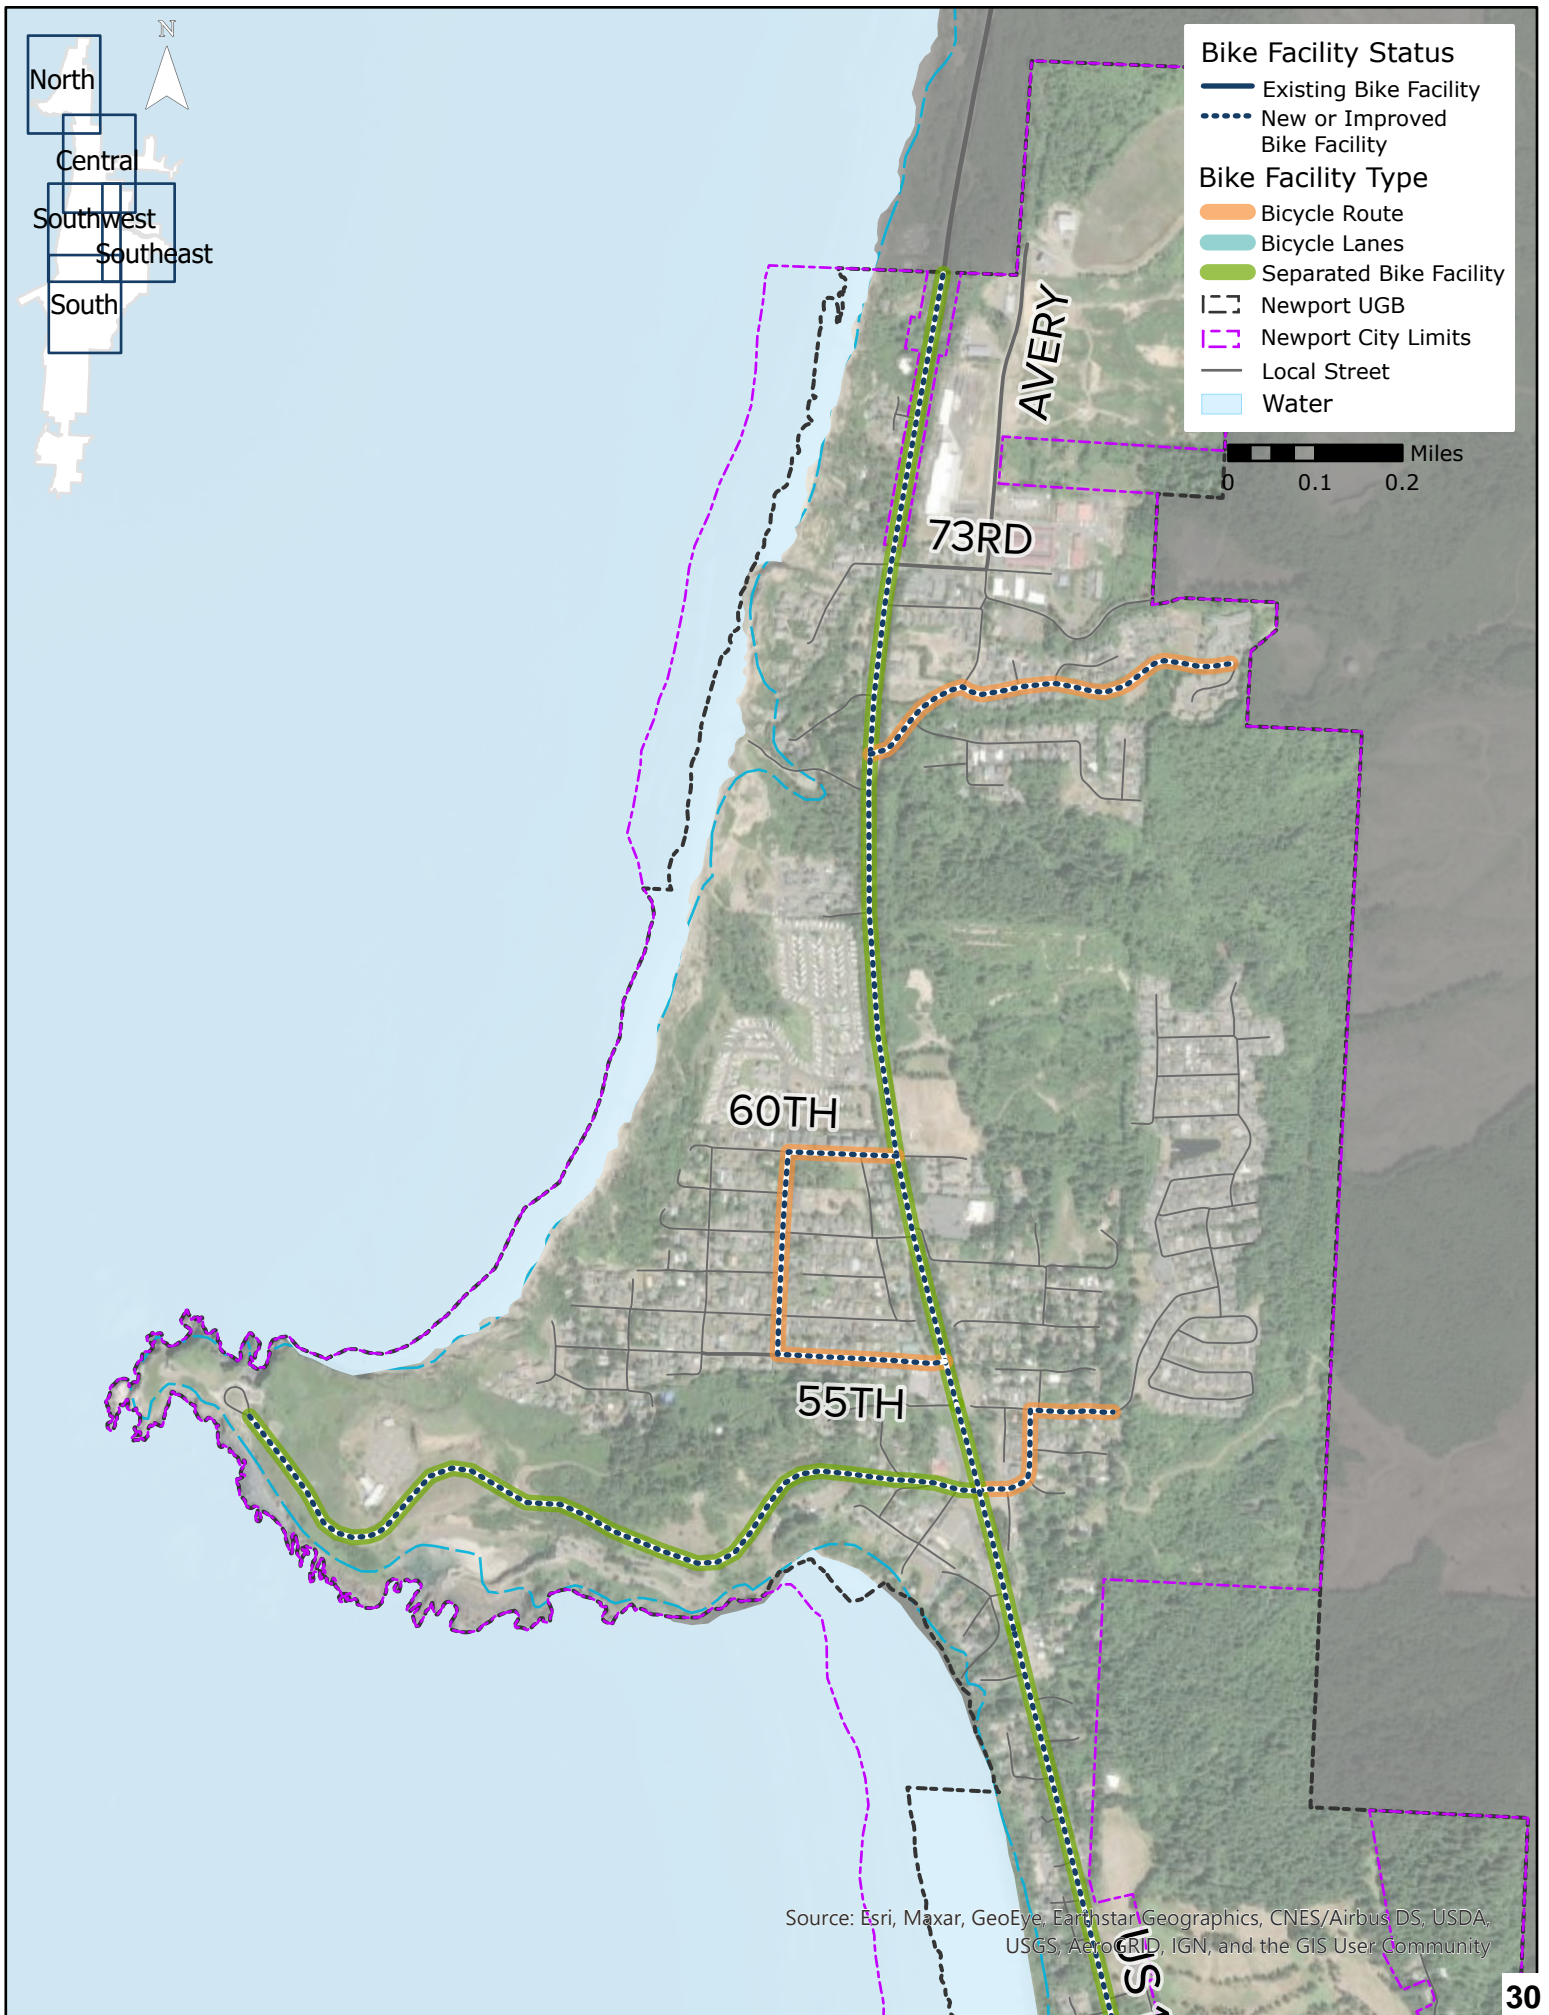 N
North
Central
Southwest
Southeast
South
Bike Facility Status
Existing Bike Facility
New or Improved
Bike Facility
Bike Facility Type
Bicycle Route
Bicycle Lanes
Separated Bike Facility
Newport UGB
Newport City Limits
Local Street
Water
Miles
0 0.1 0.2
AVERY
73RD
60TH
55TH
US
Source: Esri, Maxar, GeoEye, Earthstar Geographics, CNES/Airbus DS, USDA,
USGS, AeroGRID, IGN, and the GIS User Community
30